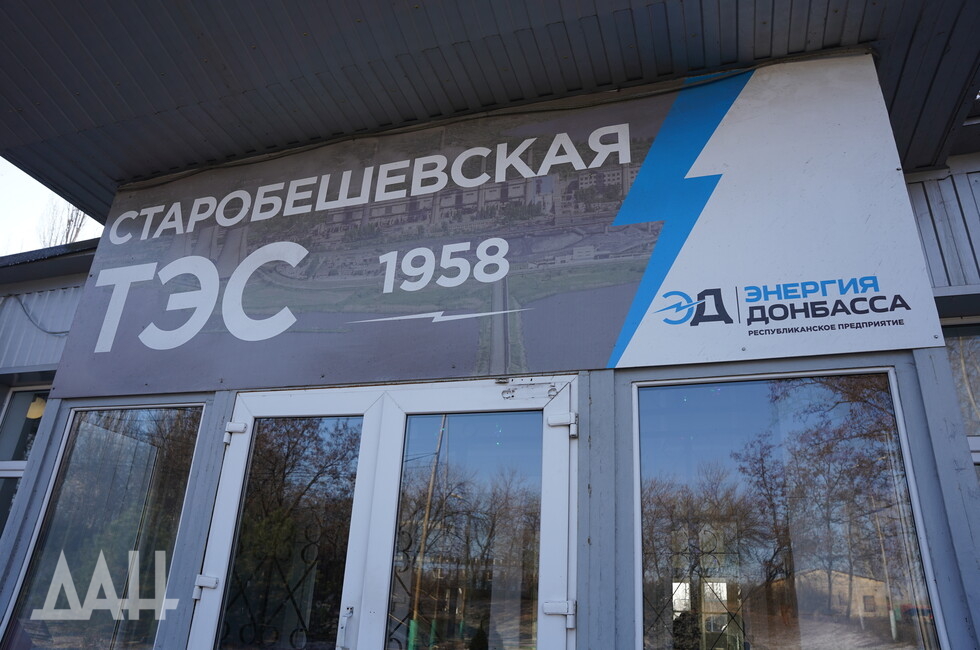 СТАРОБЕШЕВСКАЯ
ТЭС 1958
ЭД ЭНЕРГИЯ
ДОНБАССА
РЕСПУБЛИКАНСКОЕ ПРЕДПРИЯТИЕ
ДАН